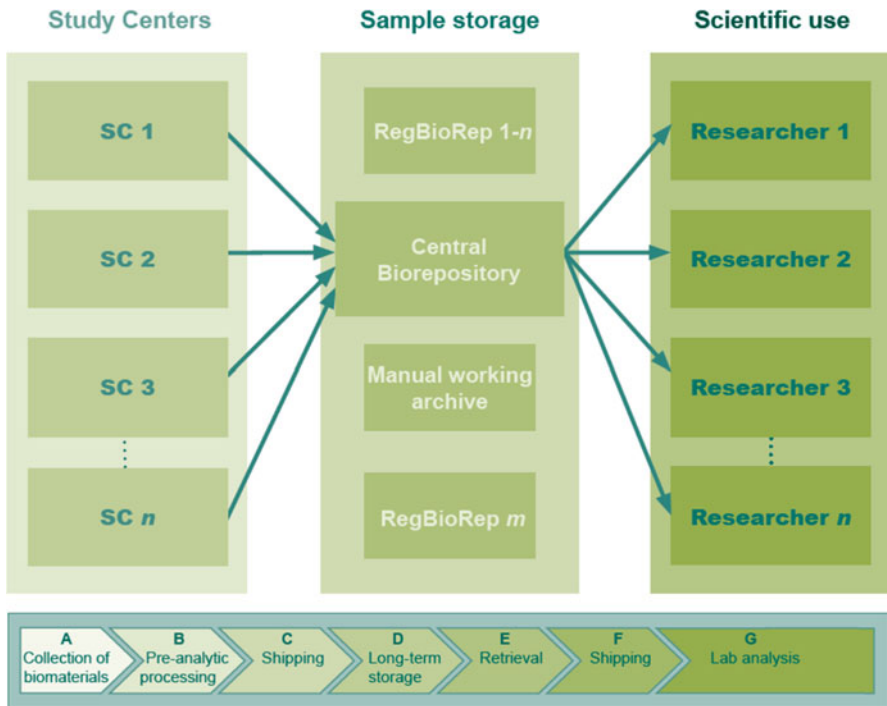 Study Centers
Sample storage
Scientific use
SC 1
SC 2
SC 3
SC n
RegBioRep 1-n
Central
Biorepository
Manual working
archive
RegBioRep m
Researcher 1
Researcher 2
Researcher 3
Researcher n
A
Collection of
biomaterials
B
Pre-analytic
processing
C
Shipping
D
Long-term
storage
E
Retrieval
F
Shipping
G
Lab analysis